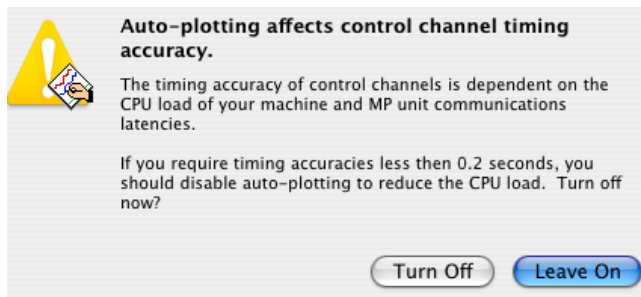 Auto-plotting affects control channel timing
accuracy.
The timing accuracy of control channels is dependent on the
CPU load of your machine and MP unit communications
latencies.
If you require timing accuracies less then 0.2 seconds, you
should disable auto-plotting to reduce the CPU load.  Turn off
now?
Turn Off
Leave On